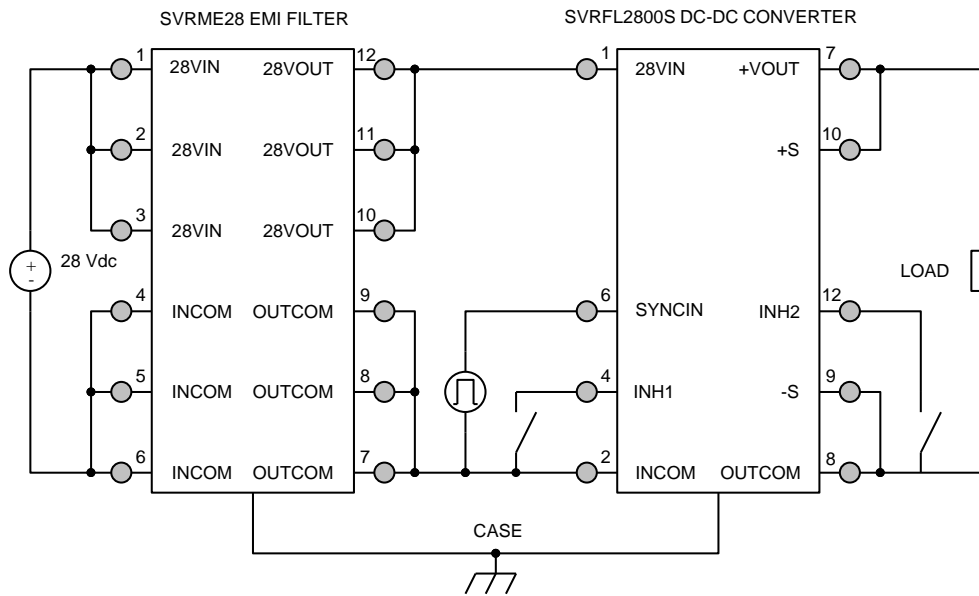 SVRME28 EMI FILTER
SVRFL2800S DC-DC CONVERTER
1 28VIN 28VOUT 12
1 28VIN +VOUT 7
2 28VIN 28VOUT 11
+S 10
3 28VIN 28VOUT 10
+
-
28 Vdc
LOAD
4 INCOM OUTCOM 9
6 SYNCIN INH2 12
5 INCOM OUTCOM 8
4 INH1 -S 9
6 INCOM OUTCOM 7
2 INCOM OUTCOM 8
CASE